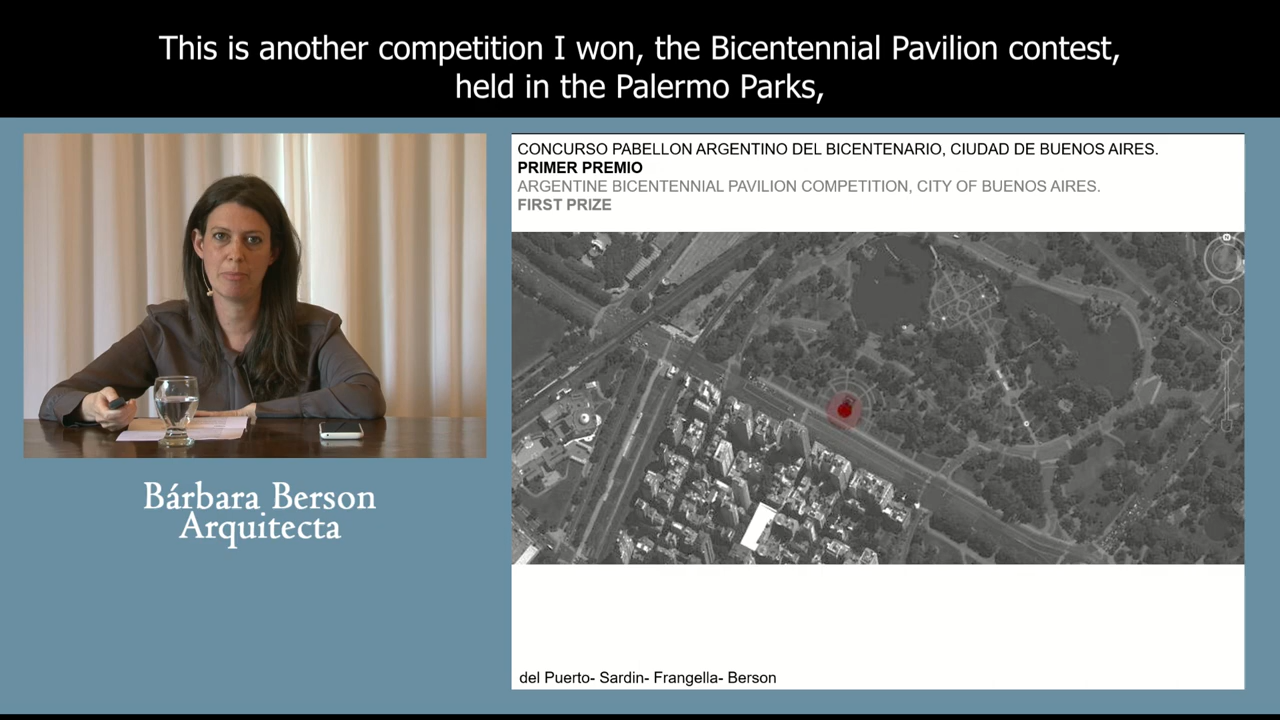 This is another competition I won, the Bicentennial Pavilion contest,
held in the Palermo Parks,
CONCURSO PABELLON ARGENTINO DEL BICENTENARIO, CIUDAD DE BUENOS AIRES.
PRIMER PREMIO
ARGENTINE BICENTENNIAL PAVILION COMPETITION, CITY OF BUENOS AIRES.
FIRST PRIZE
Bárbara Berson
Arquitecta
del Puerto- Sardin- Frangella- Berson